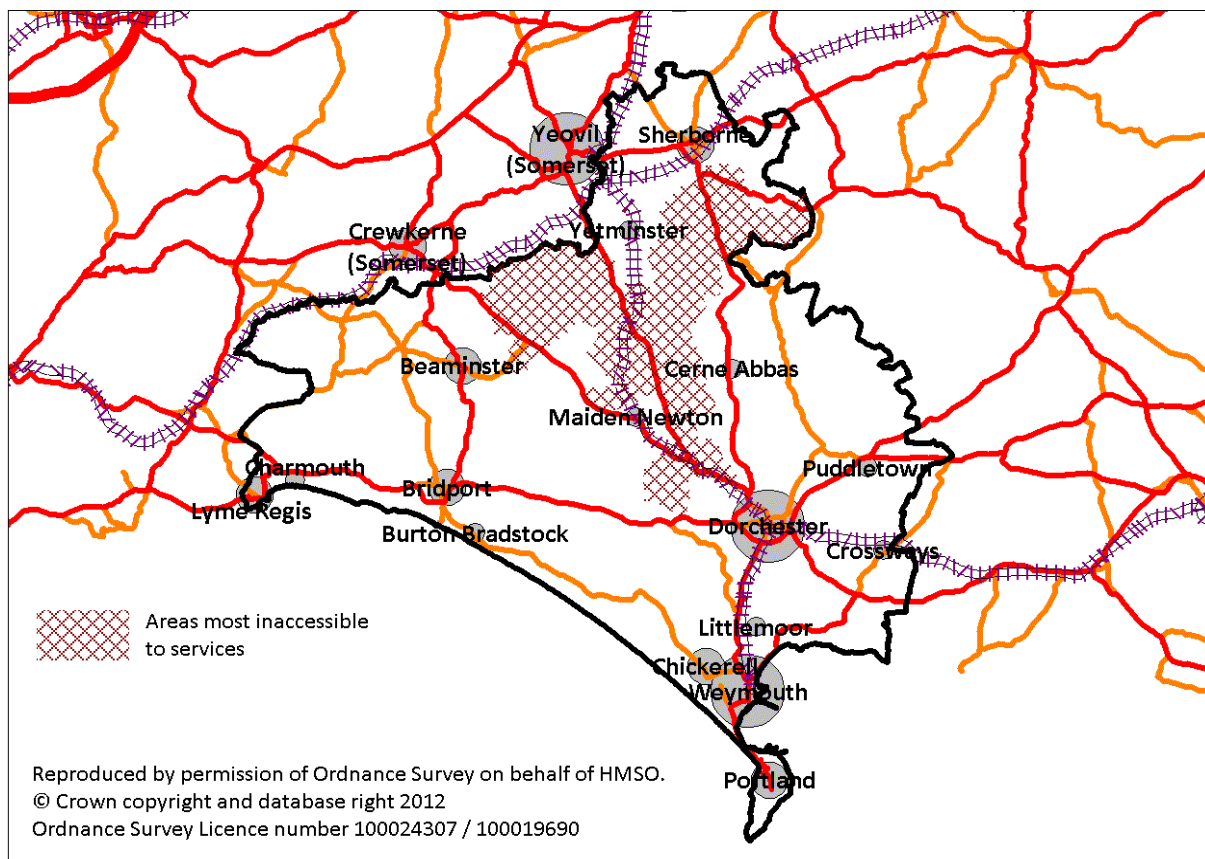 Yeovil
(Somerset)
Sherborne
Crewkerne
(Somerset)
Yetminster
Beaminster
Cerne Abbas
Maiden Newton
Charmouth
Lyme Regis
Bridport
Puddletown
Burton Bradstock
Dorchester
Crossways
Areas most inaccessible
to services
Littlemoor
Chickerell
Weymouth
Portland
Reproduced by permission of Ordnance Survey on behalf of HMSO.
© Crown copyright and database right 2012
Ordnance Survey Licence number 100024307 / 100019690